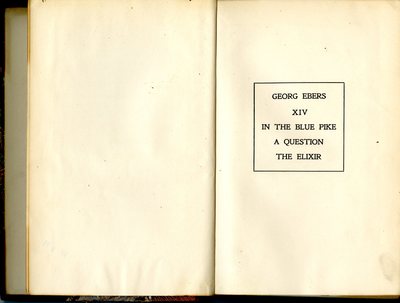 GEORG EBERS
XIV
IN THE BLUE PIKE
A QUESTION
THE ELIXIR